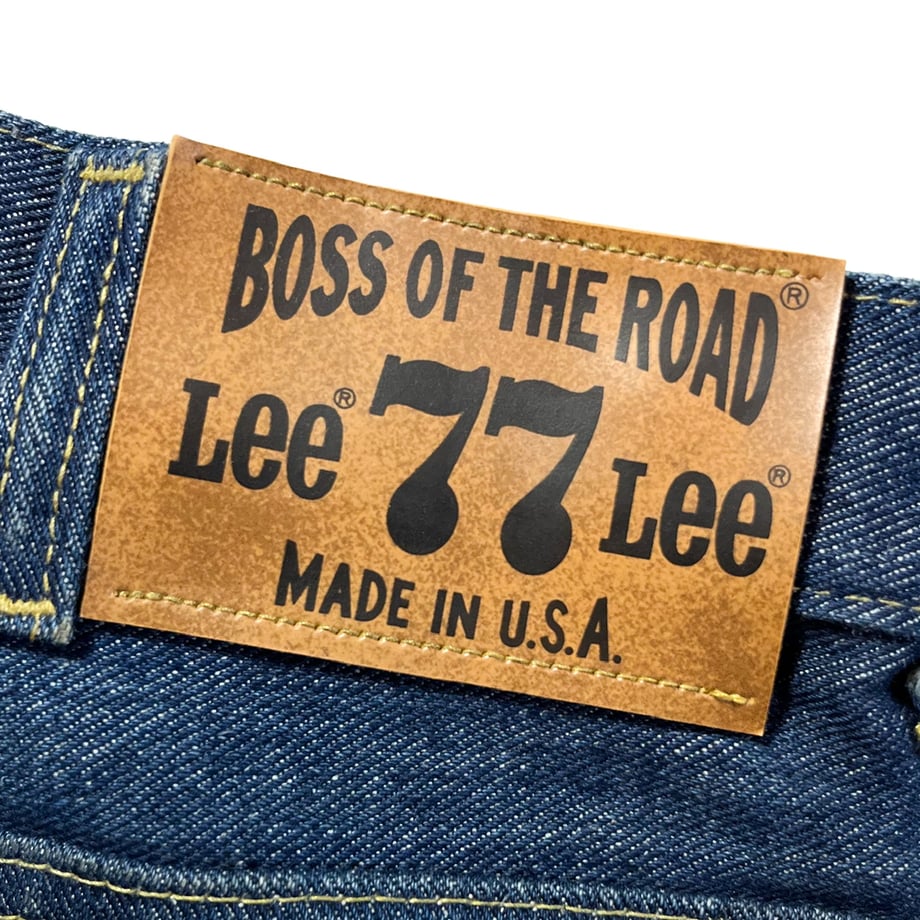 BOSS OF THE ROAD®
Lee® 77 Lee®
MADE IN U.S.A.